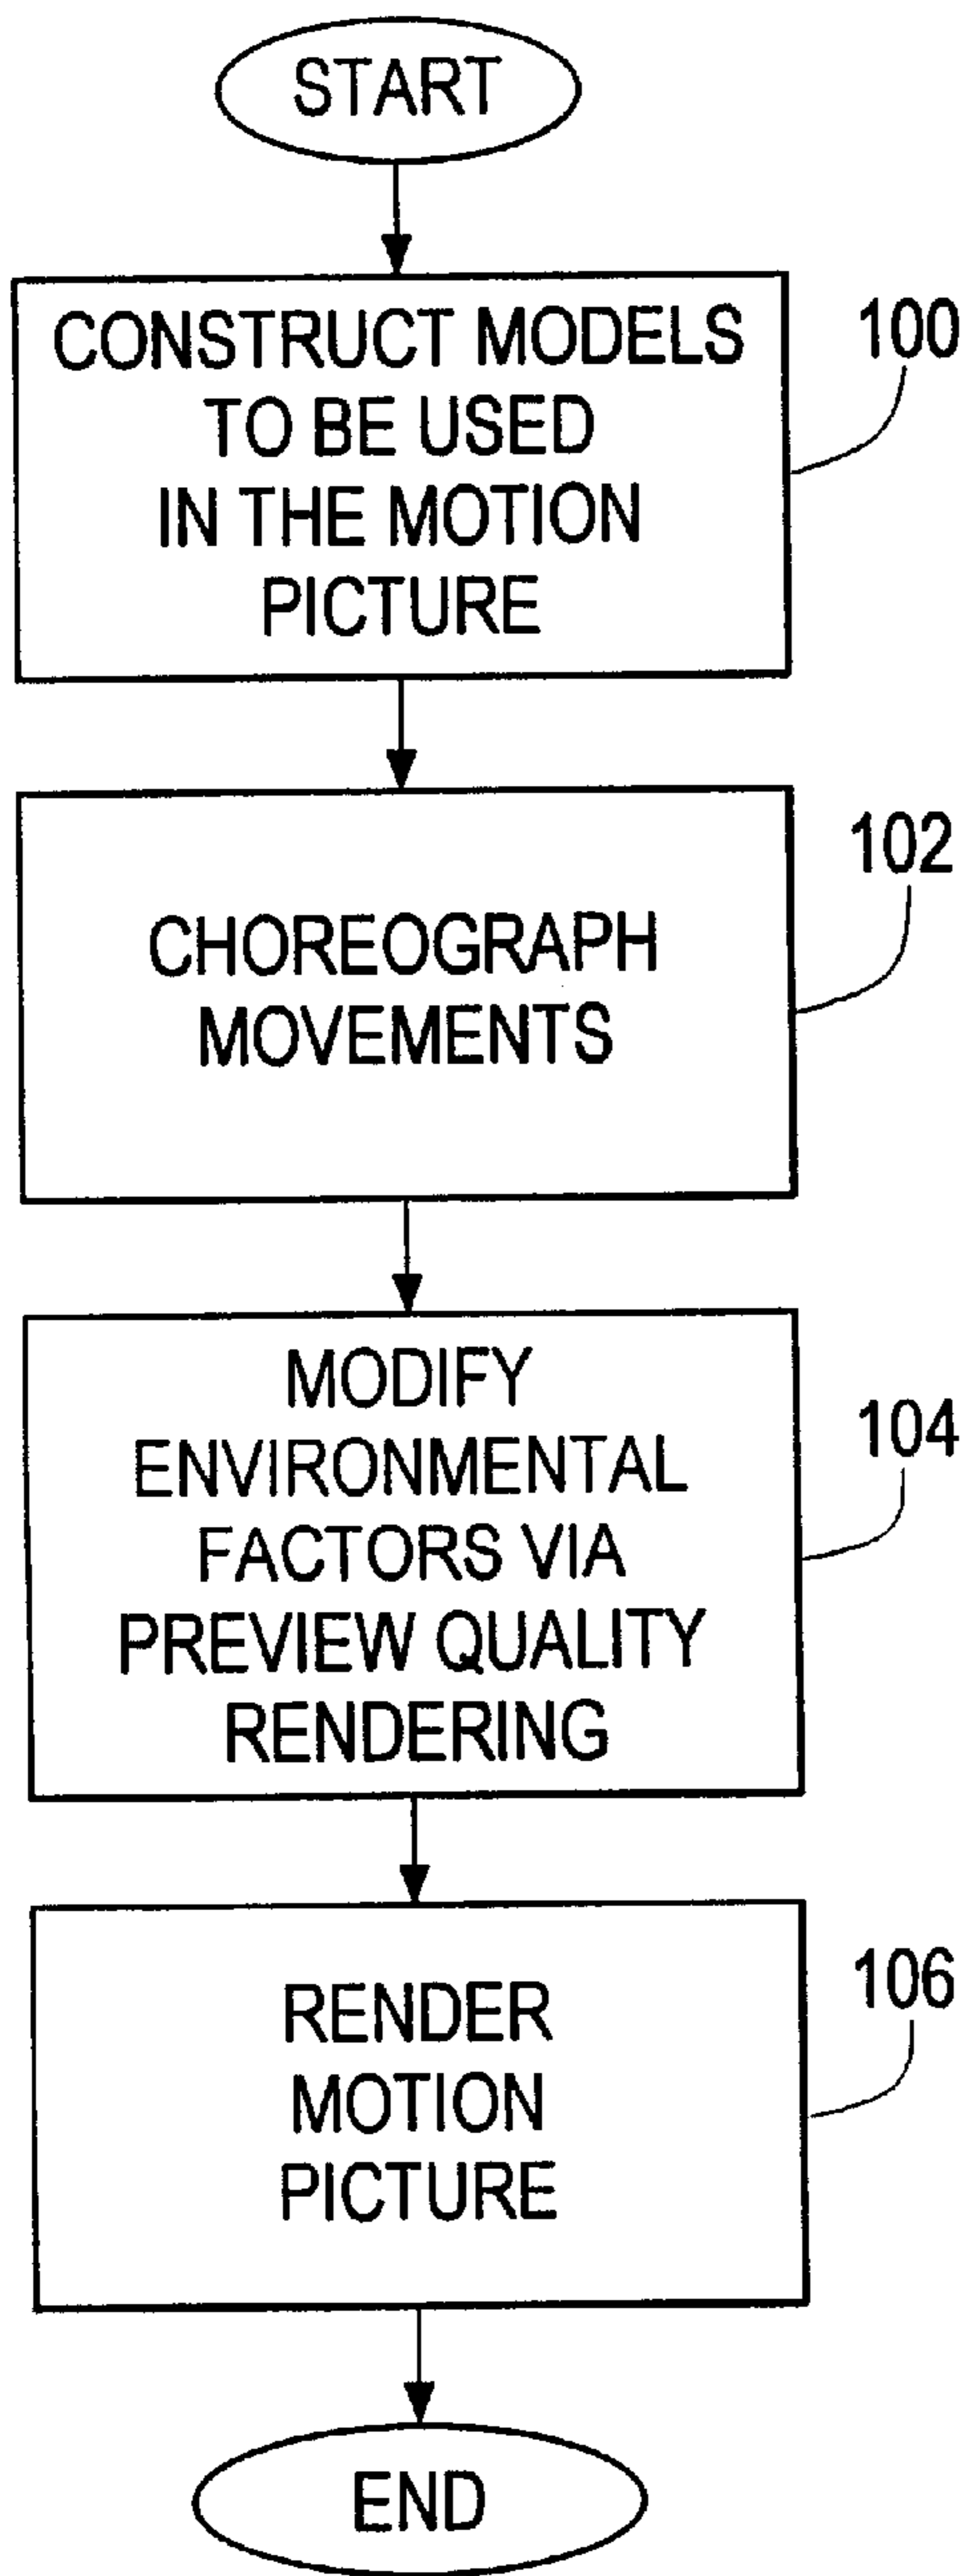 START
CONSTRUCT MODELS
TO BE USED
IN THE MOTION
PICTURE
100
CHOREOGRAPH
MOVEMENTS
102
MODIFY
ENVIRONMENTAL
FACTORS VIA
PREVIEW QUALITY
RENDERING
104
RENDER
MOTION
PICTURE
106
END